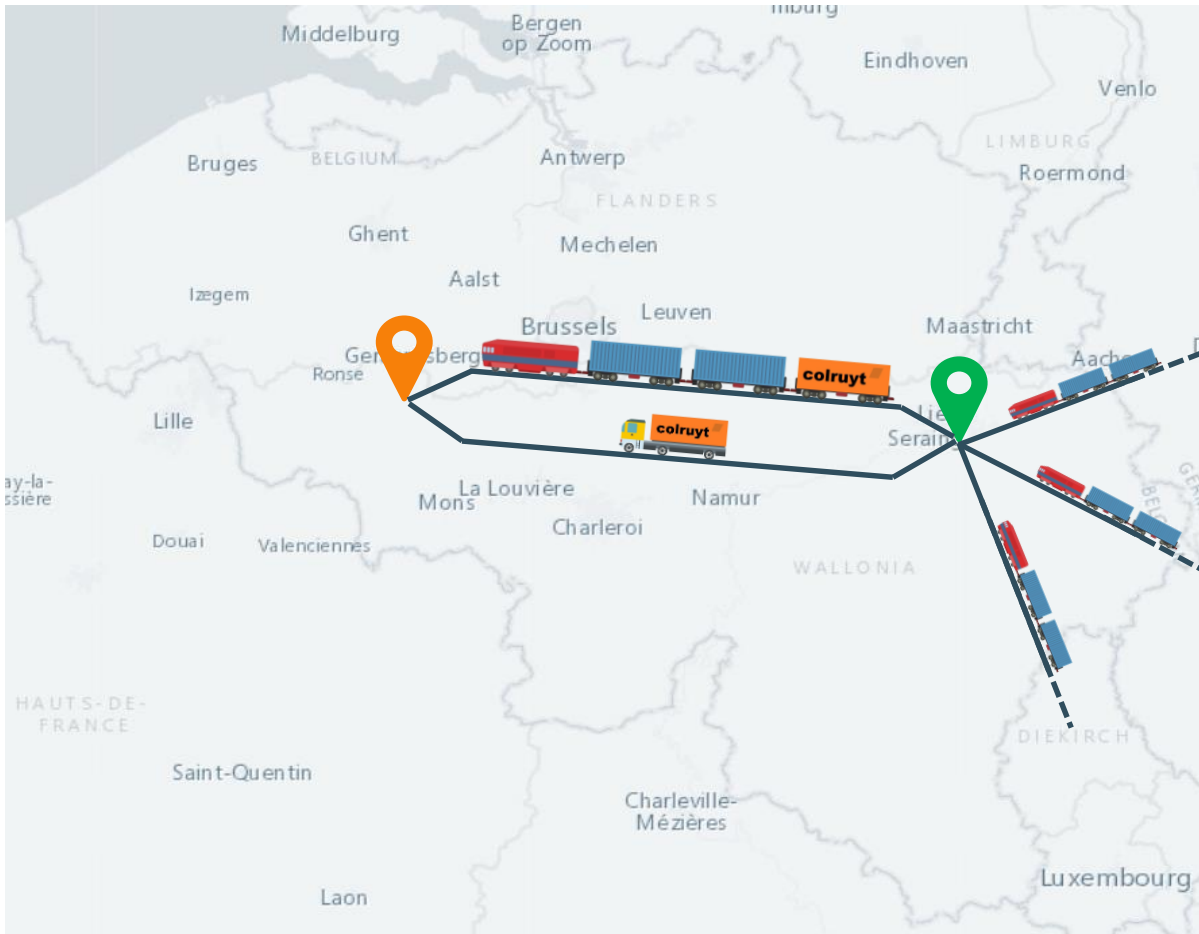 Middelburg
Bergen
op Zoom
Eindhoven
Venlo
LIMBURG
Bruges
BELGIUM
Antwerp
Roermond
FLANDERS
Ghent
Mechelen
Aalst
Izegem
Leuven
Brussels
Maastricht
Ronse
colruyt
Lille
colruyt
Serain
La Louvière
Mons
Namur
Charleroi
Douai
Valenciennes
WALLONIA
HAUTS-DE-
FRANCE
DIEKIRCH
Saint-Quentin
Charleville-
Mézières
Luxembourg
Laon